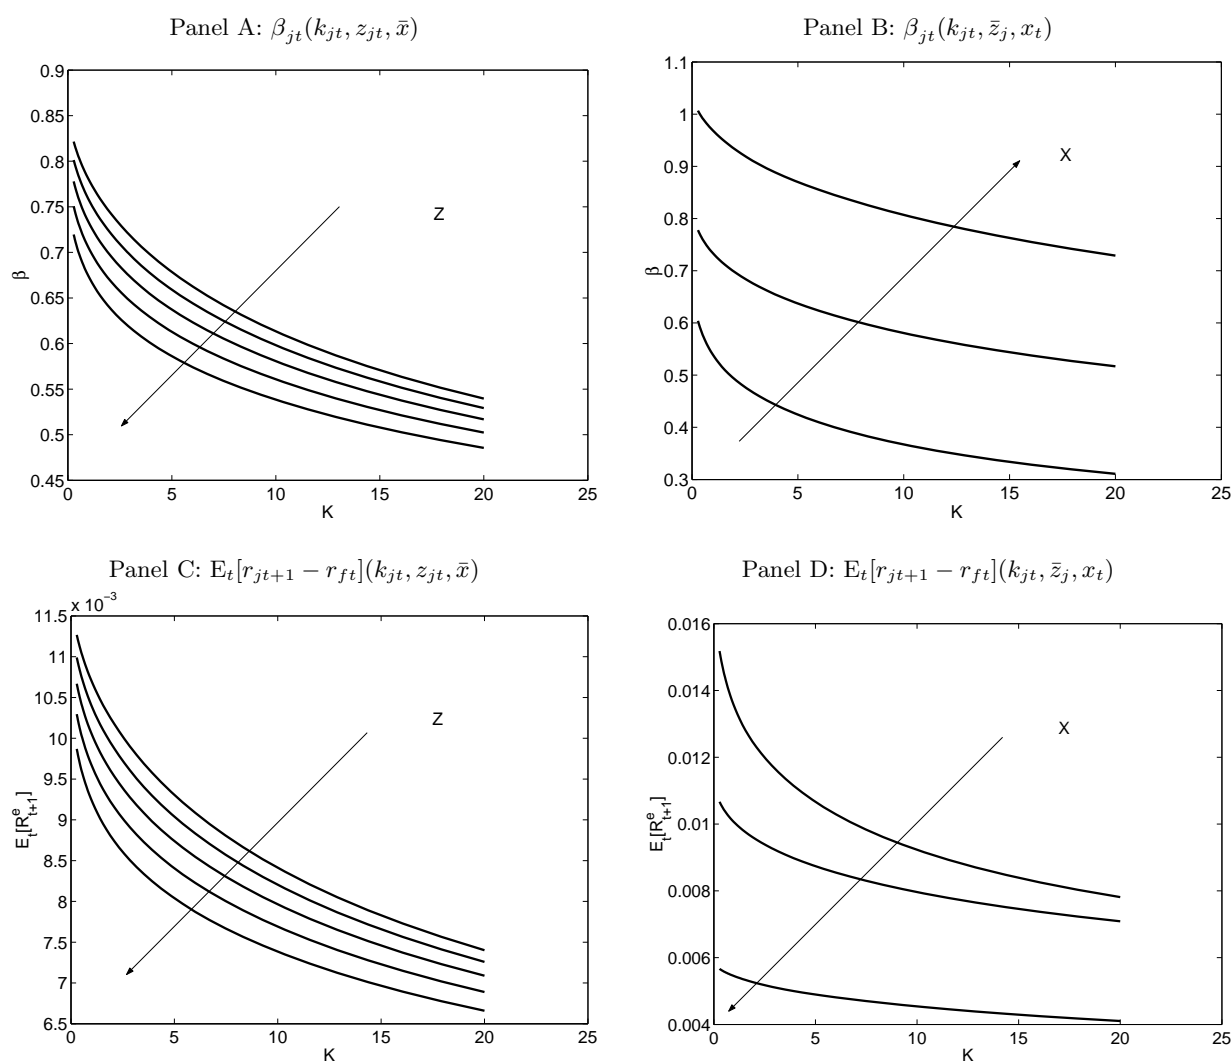 Panel A: β_jt(k_jt, z_jt, x̄)
0.9
0.85
0.8
0.75
0.7
0.65
0.6
0.55
0.5
0.45
β
Z
0 5 10 15 20 25
K
Panel B: β_jt(k_jt, z̄_j, x_t)
1.1
1
0.9
0.8
0.7
0.6
0.5
0.4
0.3
β
X
0 5 10 15 20 25
K
Panel C: E_t[r_jt+1 − r_ft](k_jt, z_jt, x̄)
x 10^−3
11.5
11
10.5
10
9.5
9
8.5
8
7.5
7
6.5
E_t[R^e_t+1]
Z
0 5 10 15 20 25
K
Panel D: E_t[r_jt+1 − r_ft](k_jt, z̄_j, x_t)
0.016
0.014
0.012
0.01
0.008
0.006
0.004
E_t[R^e_t+1]
X
0 5 10 15 20 25
K